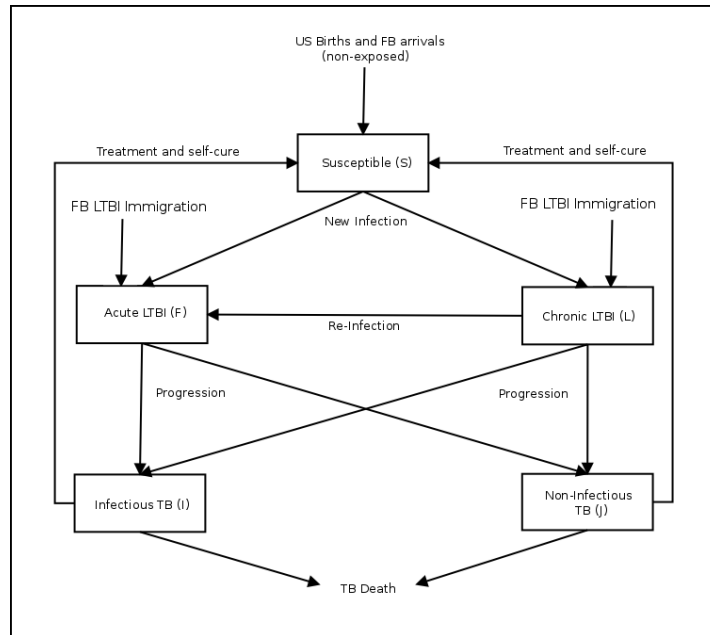 US Births and FB arrivals
(non-exposed)
Treatment and self-cure
Treatment and self-cure
Susceptible (S)
FB LTBI Immigration
FB LTBI Immigration
New Infection
Acute LTBI (F)
Chronic LTBI (L)
Re-Infection
Progression
Progression
Infectious TB (I)
Non-Infectious
TB (J)
TB Death